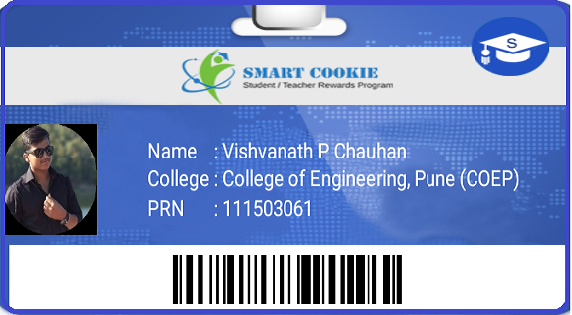 S
SMART COOKIE
Student / Teacher Rewards Program
Name : Vishvanath P Chauhan
College : College of Engineering, Pune (COEP)
PRN : 111503061